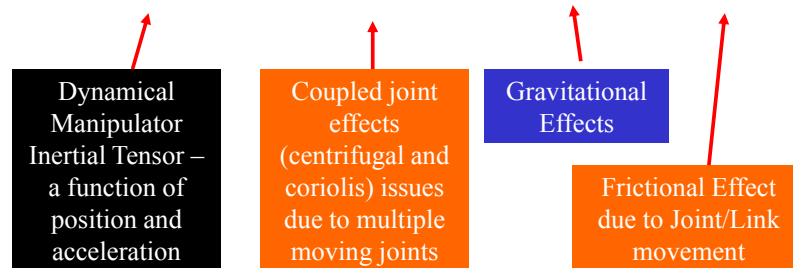 Dynamical
Manipulator
Inertial Tensor –
a function of
position and
acceleration
Coupled joint
effects
(centrifugal and
coriolis) issues
due to multiple
moving joints
Gravitational
Effects
Frictional Effect
due to Joint/Link
movement